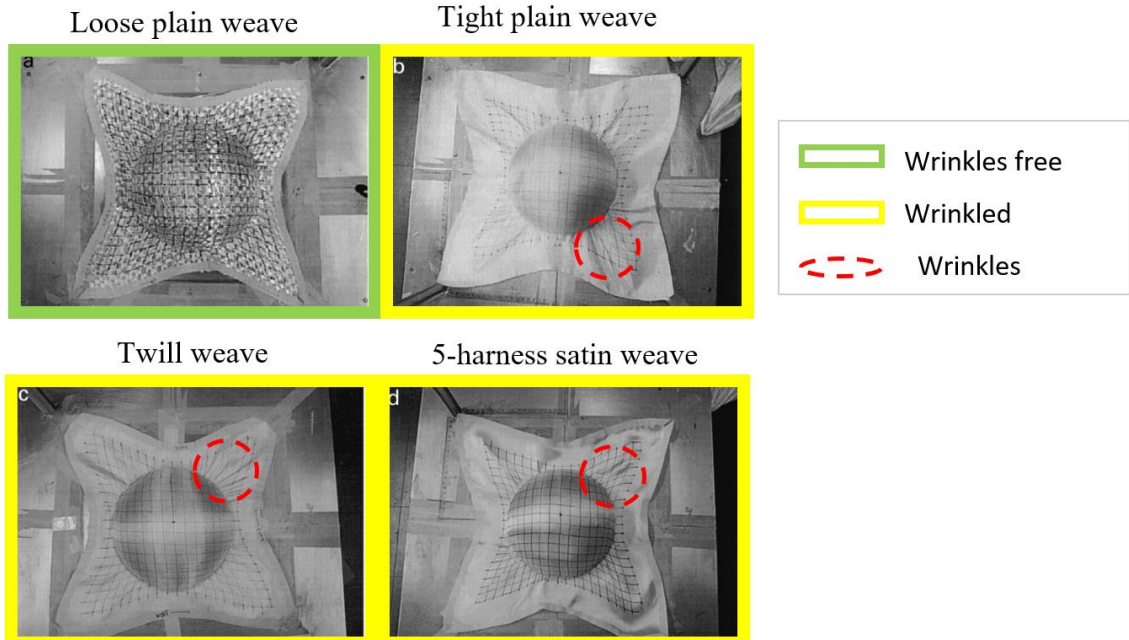 Loose plain weave
Tight plain weave
a
b
Wrinkles free
Wrinkled
Wrinkles
Twill weave
5-harness satin weave
c
d